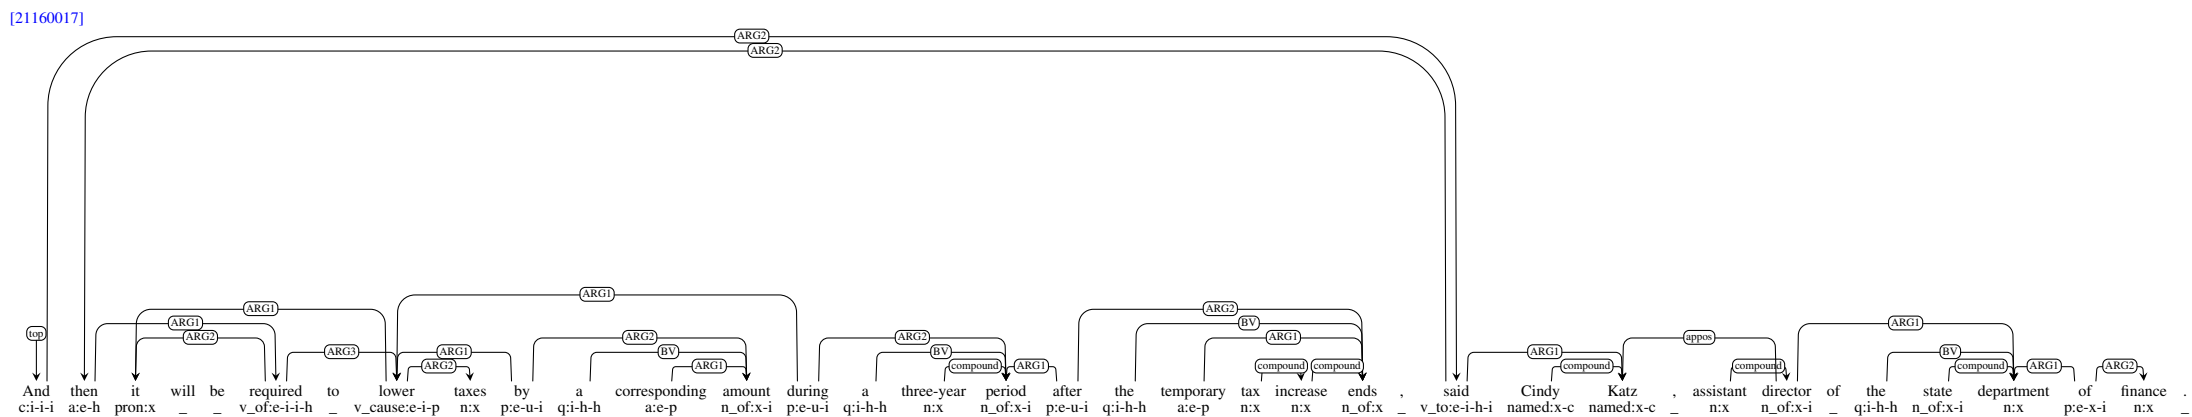 [21160017]
ARG2
ARG2
ARG1
ARG1 ARG2 BV
top ARG1 BV ARG1
ARG2 ARG2 ARG2 ARG1 appos
ARG3 ARG1 BV BV ARG1 BV
ARG2 ARG1 compound ARG1 compound compound compound compound compound ARG1 ARG2
And then it will be required to lower taxes by a corresponding amount during a three-year period after the temporary tax increase ends , said Cindy Katz , assistant director of the state department of finance .
c:i-i-i a:e-h pron:x _ _ v_of:e-i-i-h _ v_cause:e-i-p n:x p:e-u-i q:i-h-h a:e-p n_of:x-i p:e-u-i q:i-h-h n:x n_of:x-i p:e-u-i q:i-h-h a:e-p n:x n:x n_of:x _ v_to:e-i-h-i named:x-c named:x-c _ n:x n_of:x-i _ q:i-h-h n_of:x-i n:x p:e-x-i n:x _